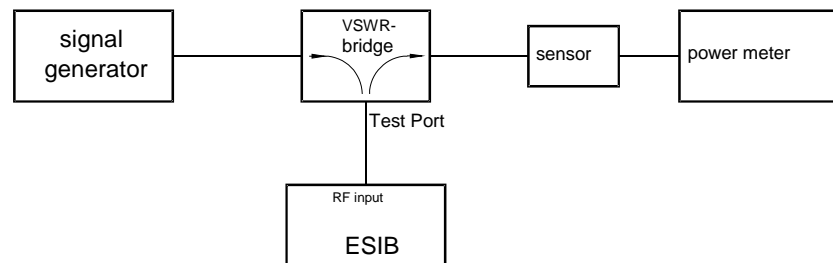 signal
generator
VSWR-
bridge
sensor
power meter
Test Port
RF input
ESIB